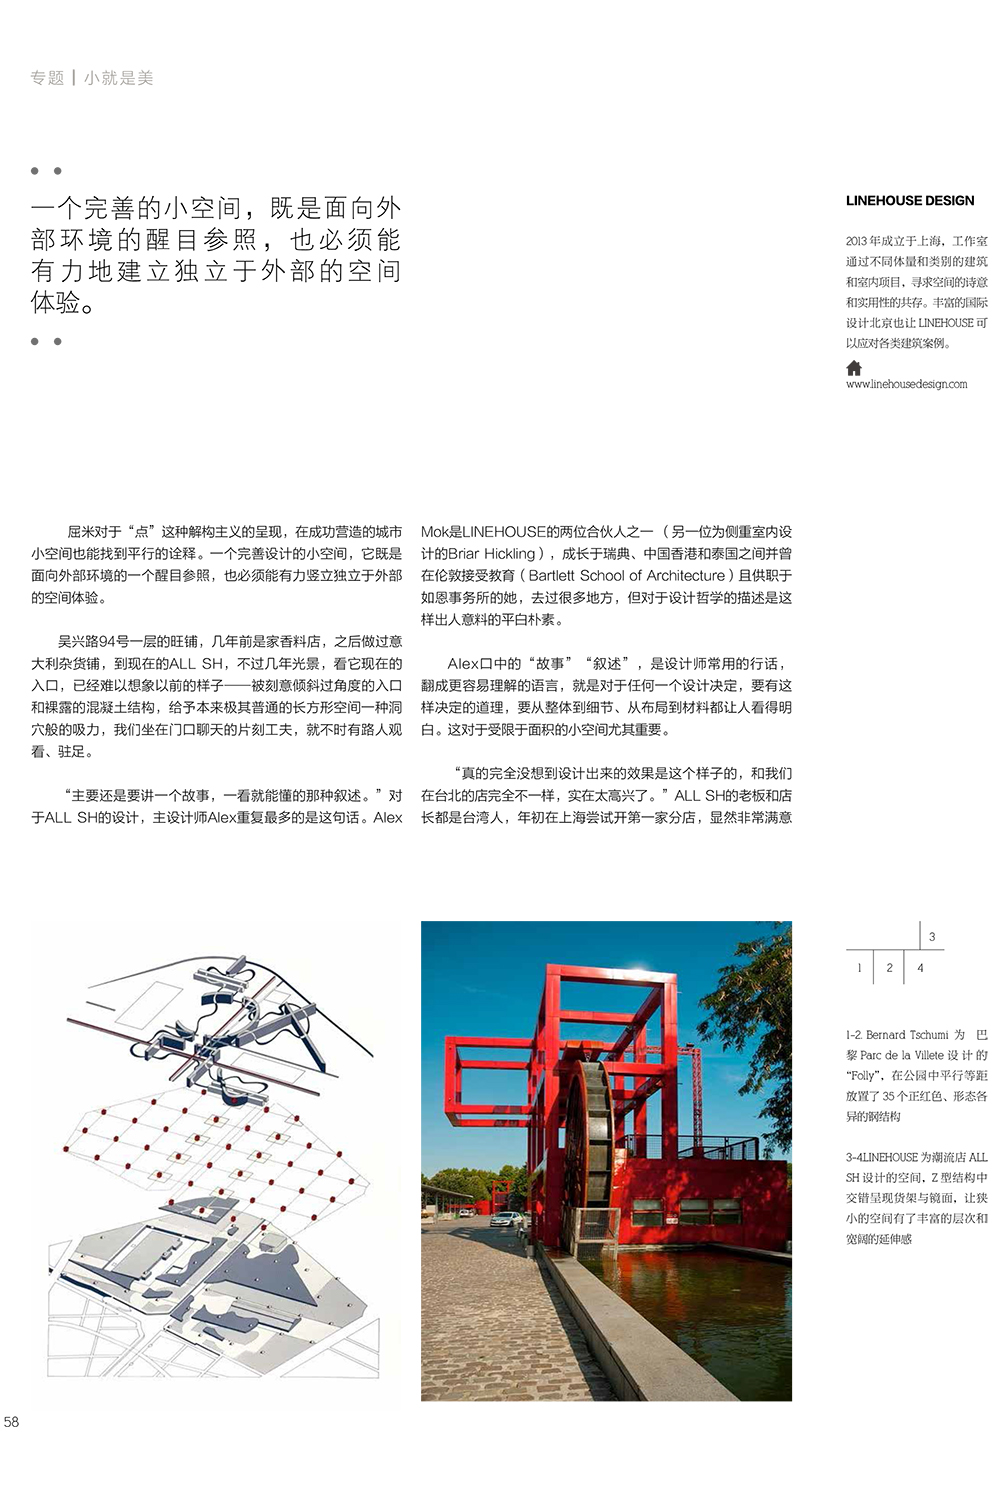 专题 | 小就是美
一个完善的小空间，既是面向外
部环境的醒目参照，也必须能
有力地建立独立于外部的空间
体验。
LINEHOUSE DESIGN
2013 年成立于上海，工作室
通过不同体量和类别的建筑
和室内项目，寻求空间的诗意
和实用性的共存。丰富的国际
设计北京也让 LINEHOUSE 可
以应对各类建筑案例。
www.linehousedesign.com
屈米对于“点”这种解构主义的呈现，在成功营造的城市
小空间也能找到平行的诠释。一个完善设计的小空间，它既是
面向外部环境的一个醒目参照，也必须能有力竖立独立于外部
的空间体验。
吴兴路94号一层的旺铺，几年前是家香料店，之后做过意
大利杂货铺，到现在的ALL SH，不过几年光景，看它现在的
入口，已经难以想象以前的样子——被刻意倾斜过角度的入口
和裸露的混凝土结构，给予本来极其普通的长方形空间一种洞
穴般的吸力，我们坐在门口聊天的片刻工夫，就不时有路人观
看、驻足。
“主要还是要讲一个故事，一看就能懂的那种叙述。”对
于ALL SH的设计，主设计师Alex重复最多的是这句话。Alex
Mok是LINEHOUSE的两位合伙人之一（另一位为侧重室内设
计的Briar Hickling），成长于瑞典、中国香港和泰国之间并曾
在伦敦接受教育（Bartlett School of Architecture）且供职于
如恩事务所的她，去过很多地方，但对于设计哲学的描述是这
样出人意料的平白朴素。
Alex口中的“故事”“叙述”，是设计师常用的行话，
翻成更容易理解的语言，就是对于任何一个设计决定，要有这
样决定的道理，要从整体到细节、从布局到材料都让人看得明
白。这对于受限于面积的小空间尤其重要。
“真的完全没想到设计出来的效果是这个样子的，和我们
在台北的店完全不一样，实在太高兴了。”ALL SH的老板和店
长都是台湾人，年初在上海尝试开第一家分店，显然非常满意
3
1 2 4
1-2. Bernard Tschumi 为 巴
黎 Parc de la Villete 设 计 的
“Folly”，在公园中平行等距
放置了 35 个正红色、形态各
异的钢结构
3-4LINEHOUSE 为潮流店 ALL
SH 设计的空间，Z 型结构中
交错呈现货架与镜面，让狭
小的空间有了丰富的层次和
宽阔的延伸感
58